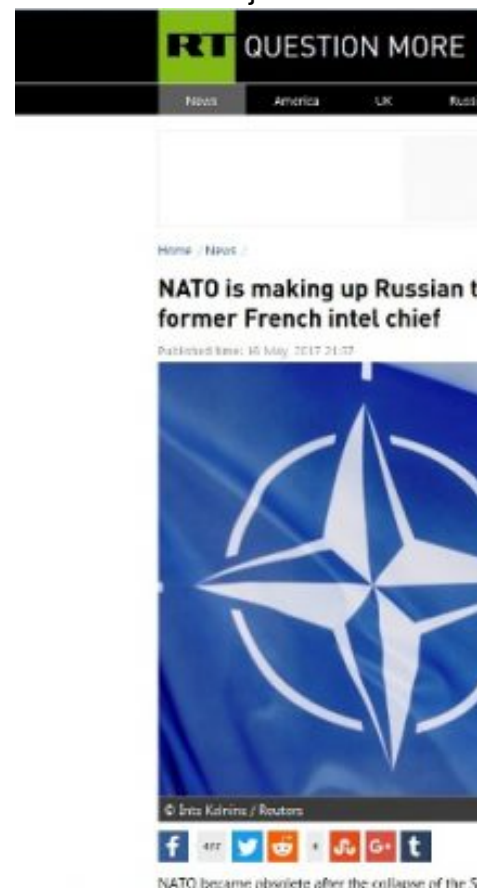 RT QUESTION MORE
News America UK Russ
Home / News /
NATO is making up Russian t
former French intel chief
Published time: 16 May, 2017 21:37
© Ints Kalnins / Reuters
f G+ t
NATO became obsolete after the collapse of the S